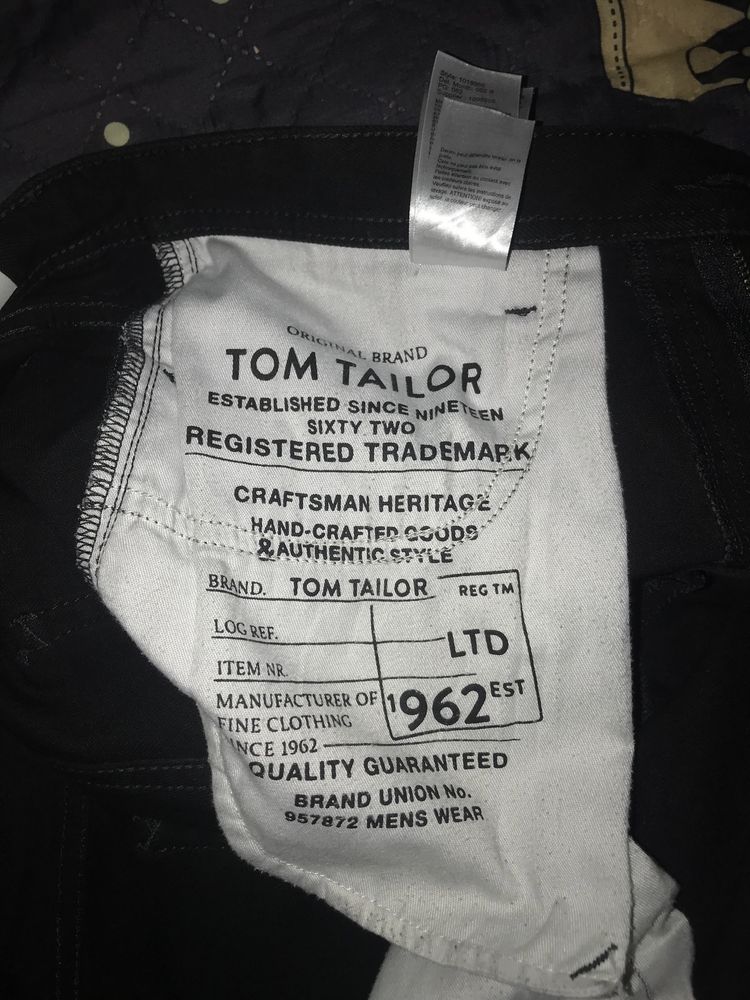 Style: 1018966
ORIGINAL BRAND
TOM TAILOR
ESTABLISHED SINCE NINETEEN
SIXTY TWO
REGISTERED TRADEMARK
CRAFTSMAN HERITAGE
HAND-CRAFTED GOODS
& AUTHENTIC STYLE
BRAND. TOM TAILOR REG TM
LOG REF.
LTD
ITEM NR.
MANUFACTURER OF
1962 EST
FINE CLOTHING
SINCE 1962
QUALITY GUARANTEED
BRAND UNION No.
957872 MENS WEAR